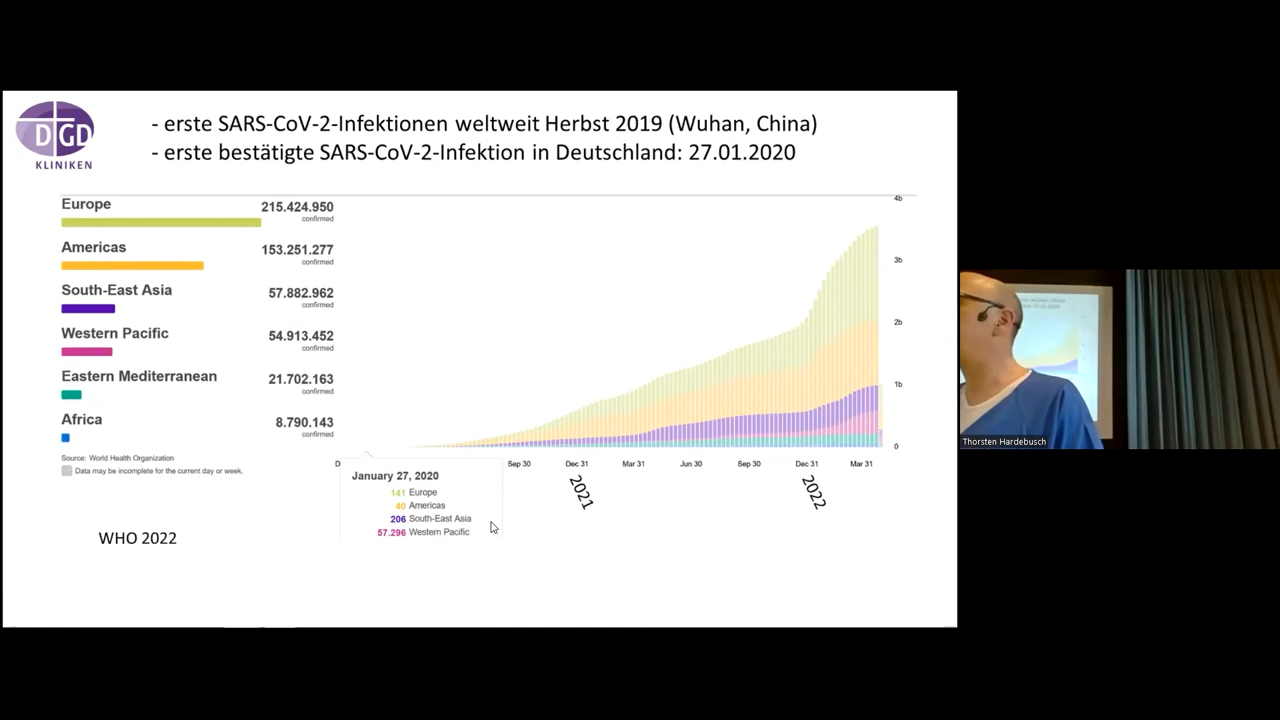 DGD
KLINIKEN
- erste SARS-CoV-2-Infektionen weltweit Herbst 2019 (Wuhan, China)
- erste bestätigte SARS-CoV-2-Infektion in Deutschland: 27.01.2020
Europe
215.424.950
confirmed
Americas
153.251.277
confirmed
South-East Asia
57.882.962
confirmed
Western Pacific
54.913.452
confirmed
Eastern Mediterranean
21.702.163
confirmed
Africa
8.790.143
confirmed
Source: World Health Organization
Data may be incomplete for the current day or week.
4b
3b
2b
1b
0
D
Sep 30
Dec 31
Mar 31
Jun 30
Sep 30
Dec 31
Mar 31
2021
2022
January 27, 2020
141 Europe
40 Americas
206 South-East Asia
57.296 Western Pacific
WHO 2022
Thorsten Hardebusch